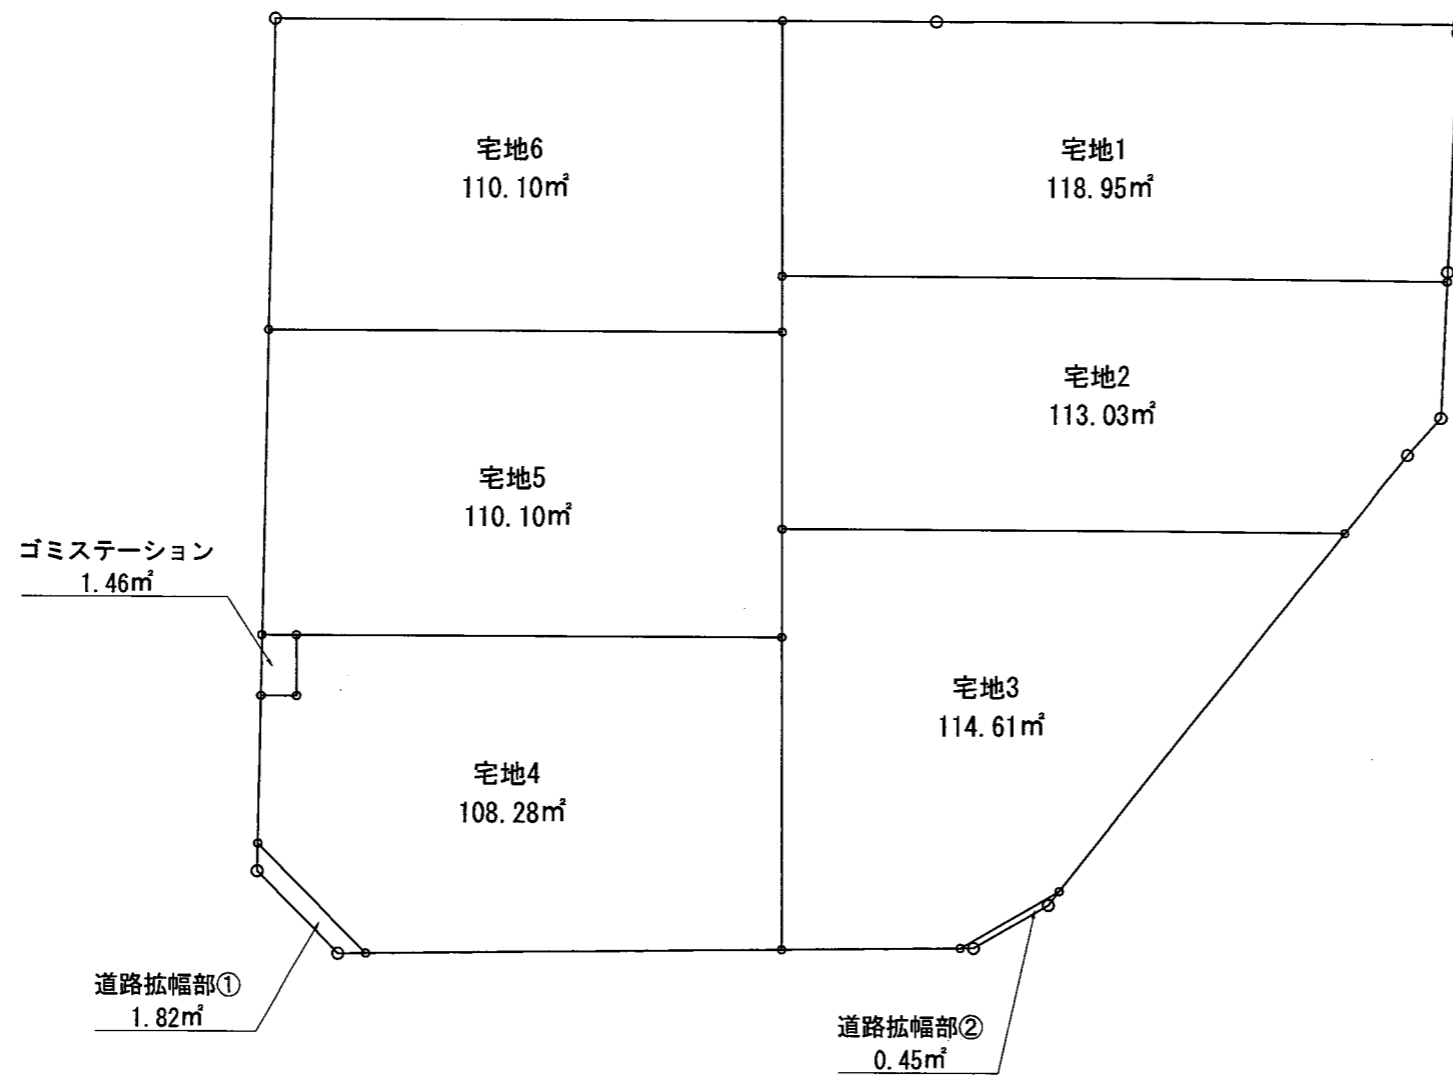 宅地6
110.10㎡
宅地1
118.95㎡
宅地2
113.03㎡
宅地5
110.10㎡
ゴミステーション
1.46㎡
宅地3
114.61㎡
宅地4
108.28㎡
道路拡幅部①
1.82㎡
道路拡幅部②
0.45㎡